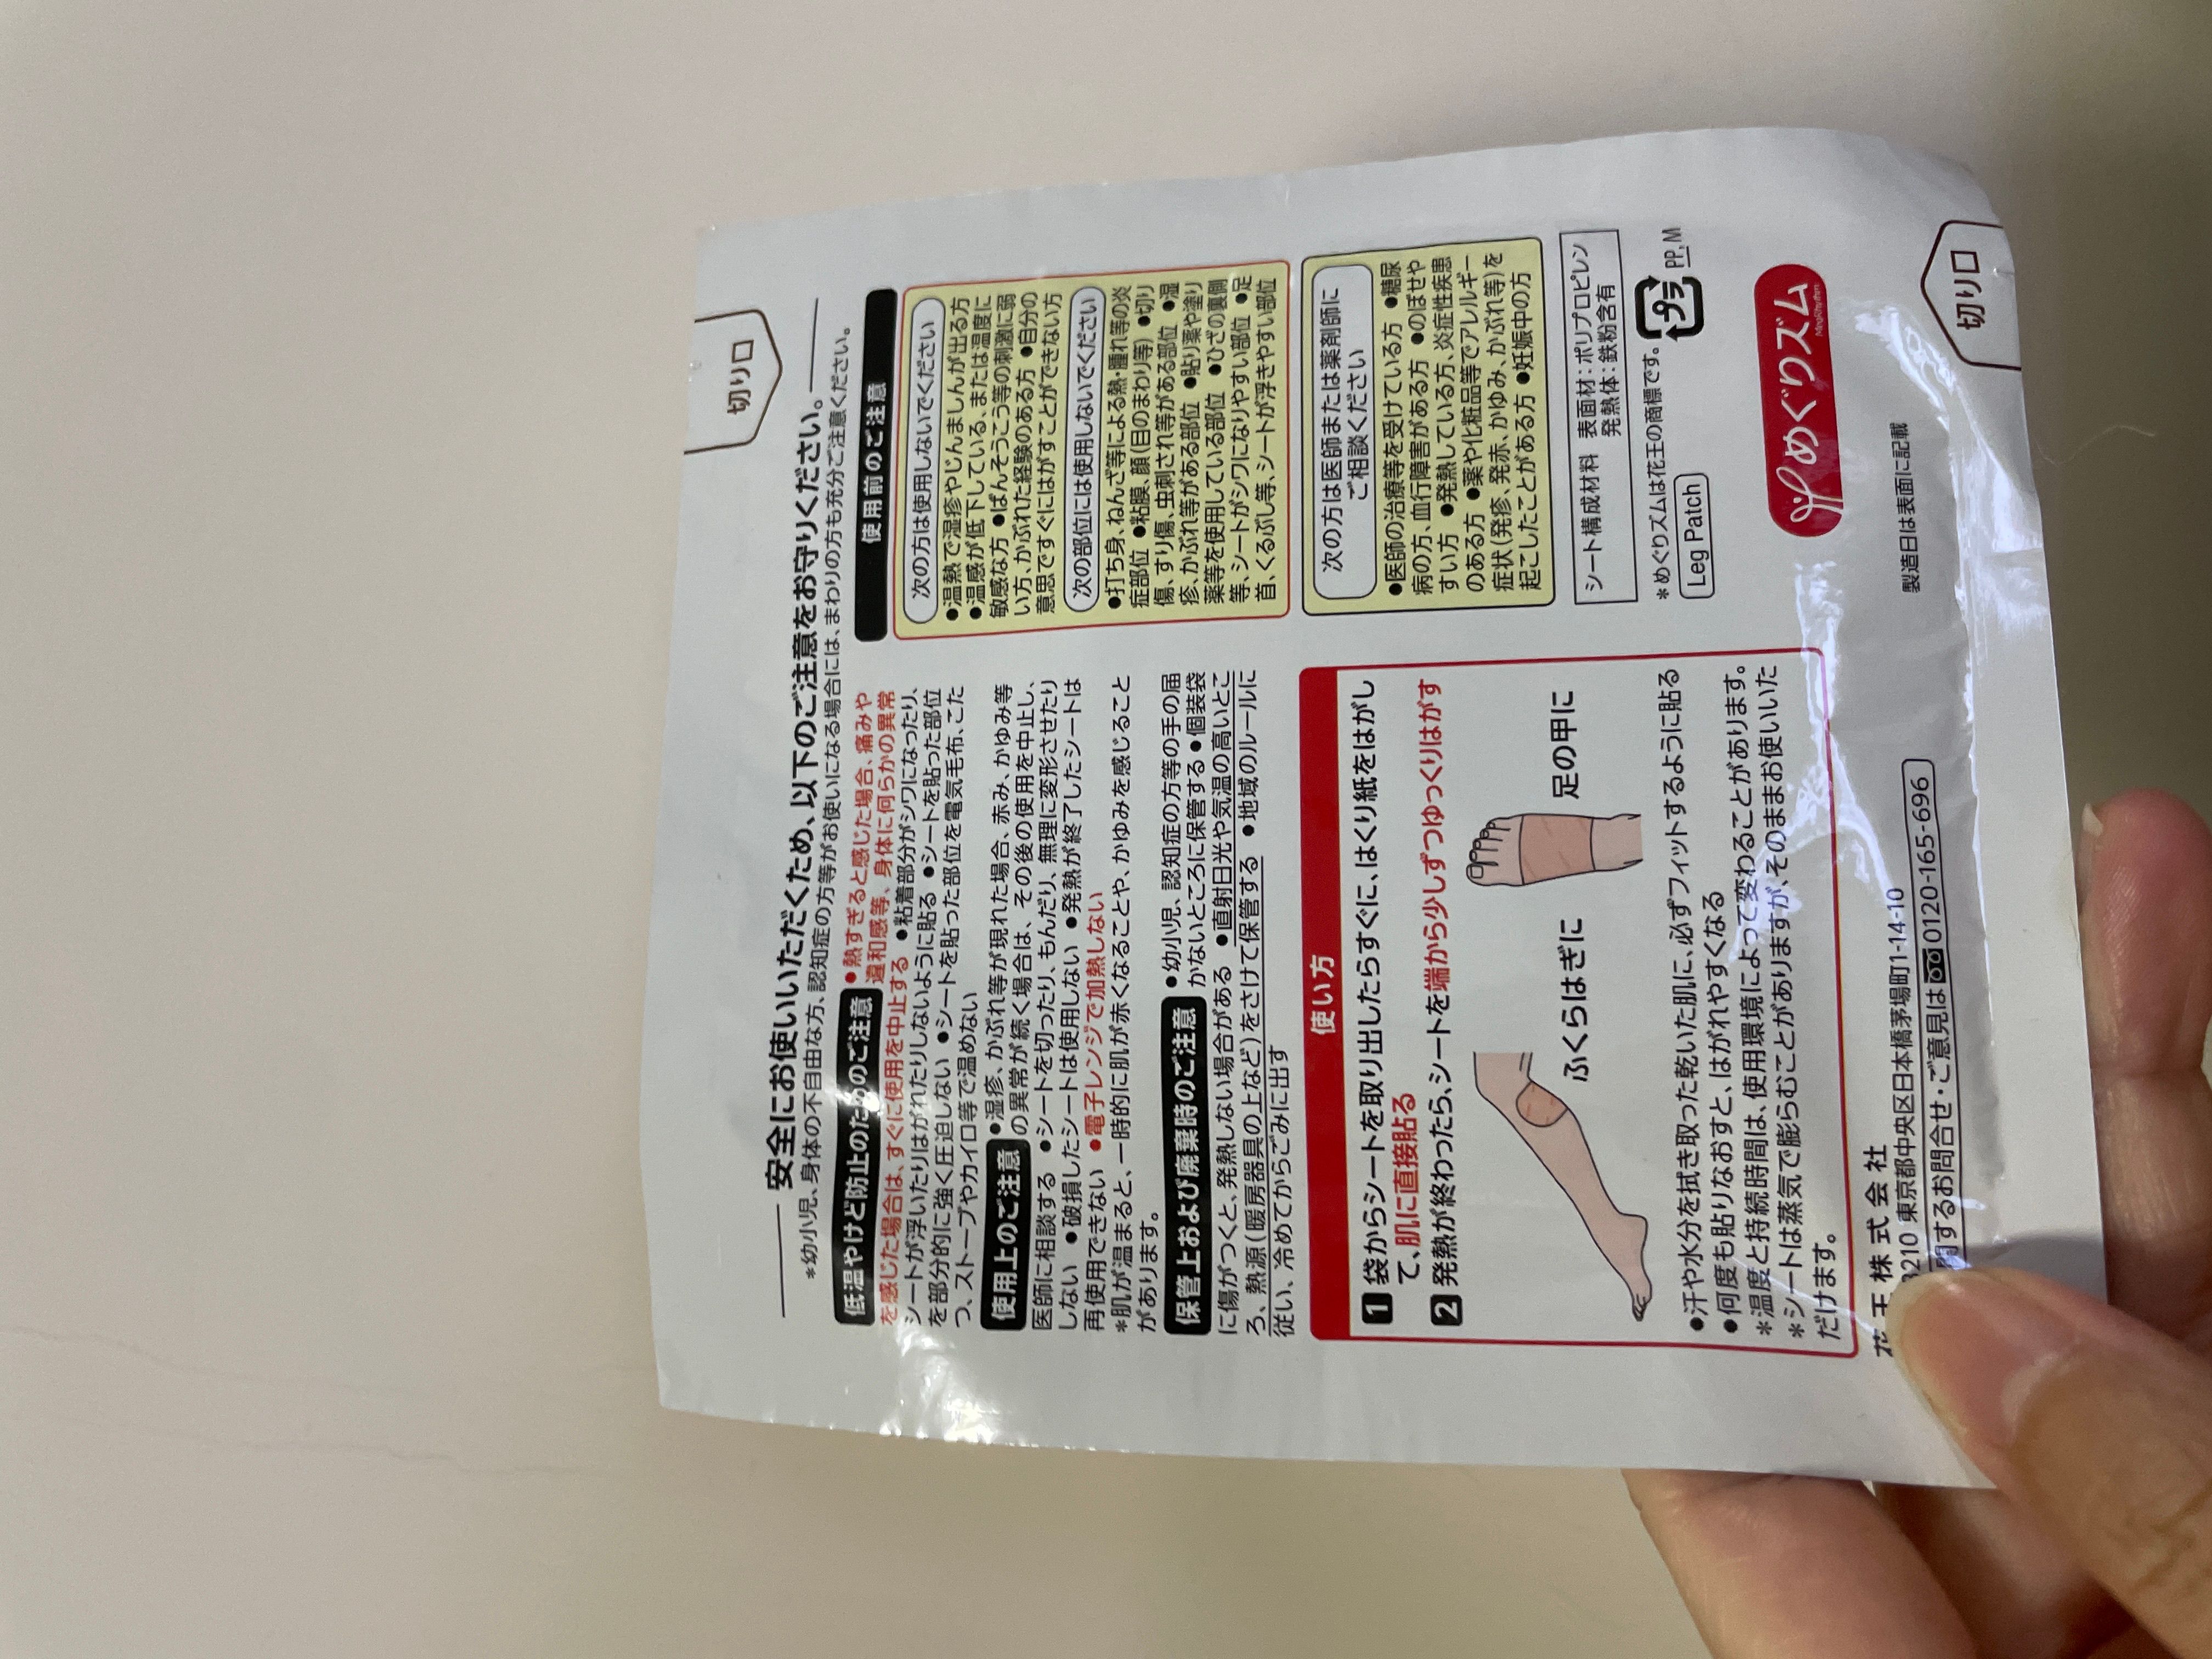 切り口
安全にお使いいただくため、以下のご注意をお守りください。
*幼小児、身体の不自由な方、認知症の方等がお使いになる場合には、まわりの方も充分ご注意ください。
低温やけど防止のためのご注意 ●熱すぎると感じた場合、痛みや
違和感等、身体に何らかの異常
を感じた場合は、すぐに使用を中止する ●粘着部分がシワになったり、
シートが浮いたりはがれたりしないように貼る ●シートを貼った部位
を部分的に強く圧迫しない ●シートを貼った部位を電気毛布、こた
つ、ストーブやカイロ等で温めない
使用上のご注意 ●湿疹、かぶれ等が現れた場合、赤み、かゆみ等
の異常が続く場合は、その後の使用を中止し、
医師に相談する ●シートを切ったり、もんだり、無理に変形させたり
しない ●破損したシートは使用しない ●発熱が終了したシートは
再使用できない ●電子レンジで加熱しない
*肌が温まると、一時的に肌が赤くなることや、かゆみを感じること
があります。
保管上および廃棄時のご注意 ●幼小児、認知症の方等の手の届
かないところに保管する ●個装袋
に傷がつくと、発熱しない場合がある ●直射日光や気温の高いとこ
ろ、熱源(暖房器具の上など)をさけて保管する ●地域のルールに
従い、冷めてからごみに出す
使い方
1 袋からシートを取り出したらすぐに、はくり紙をはがし
て、肌に直接貼る
2 発熱が終わったら、シートを端から少しずつゆっくりはがす
ふくらはぎに
足の甲に
●汗や水分を拭き取った乾いた肌に、必ずフィットするように貼る
●何度も貼りなおすと、はがれやすくなる
*温度と持続時間は、使用環境によって変わることがあります。
*シートは蒸気で膨らむことがありますが、そのままお使いいた
だけます。
花王株式会社
3210 東京都中央区日本橋茅場町1-14-10
関するお問合せ・ご意見は 0120-165-696
使用前のご注意
次の方は使用しないでください
●温熱で湿疹やじんましんが出る方
●温感が低下している、または温度に
敏感な方 ●ばんそうこう等の刺激に弱
い方、かぶれた経験のある方 ●自分の
意思ですぐにはがすことができない方
次の部位には使用しないでください
●打ち身、ねんざ等による熱・腫れ等の炎
症部位 ●粘膜、顔(目のまわり等) ●切り
傷、すり傷、虫刺され等がある部位 ●湿
疹、かぶれ等がある部位 ●貼り薬や塗り
薬等を使用している部位 ●ひざの裏側
等、シートがシワになりやすい部位 ●足
首、くるぶし等、シートが浮きやすい部位
次の方は医師または薬剤師に
ご相談ください
●医師の治療等を受けている方 ●糖尿
病の方、血行障害がある方 ●のぼせや
すい方 ●発熱している方、炎症性疾患
のある方 ●薬や化粧品等でアレルギー
症状(発疹、発赤、かゆみ、かぶれ等)を
起こしたことがある方 ●妊娠中の方
シート構成材料 表面材:ポリプロピレン
発熱体:鉄粉含有
*めぐりズムは花王の商標です。
Leg Patch
プラ
PP, M
めぐりズム
MegRhythm
製造日は表面に記載
切り口